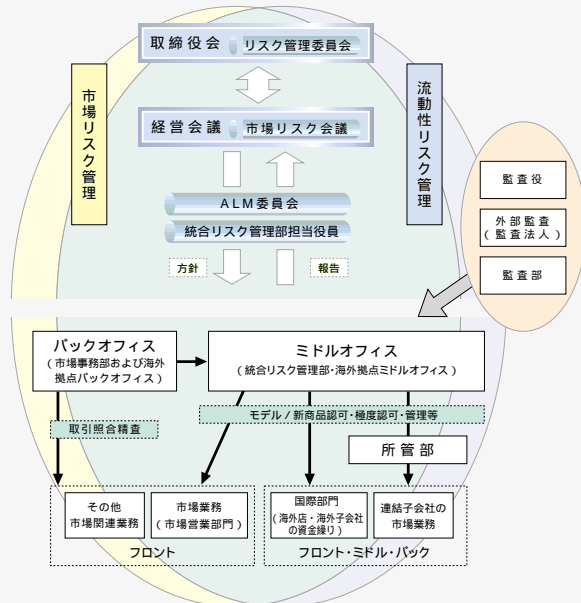 取締役会 リスク管理委員会
市場リスク管理
流動性リスク管理
経営会議 市場リスク会議
監査役
外部監査
(監査法人)
監査部
ALM委員会
統合リスク管理部担当役員
方針
報告
バックオフィス
(市場事務部および海外
拠点バックオフィス)
ミドルオフィス
(統合リスク管理部・海外拠点ミドルオフィス)
取引照合精査
モデル/新商品認可・極度認可・管理等
所管部
その他
市場関連業務
市場業務
(市場営業部門)
国際部門
(海外店・海外子会社
の資金繰り)
連結子会社の
市場業務
フロント
フロント・ミドル・バック